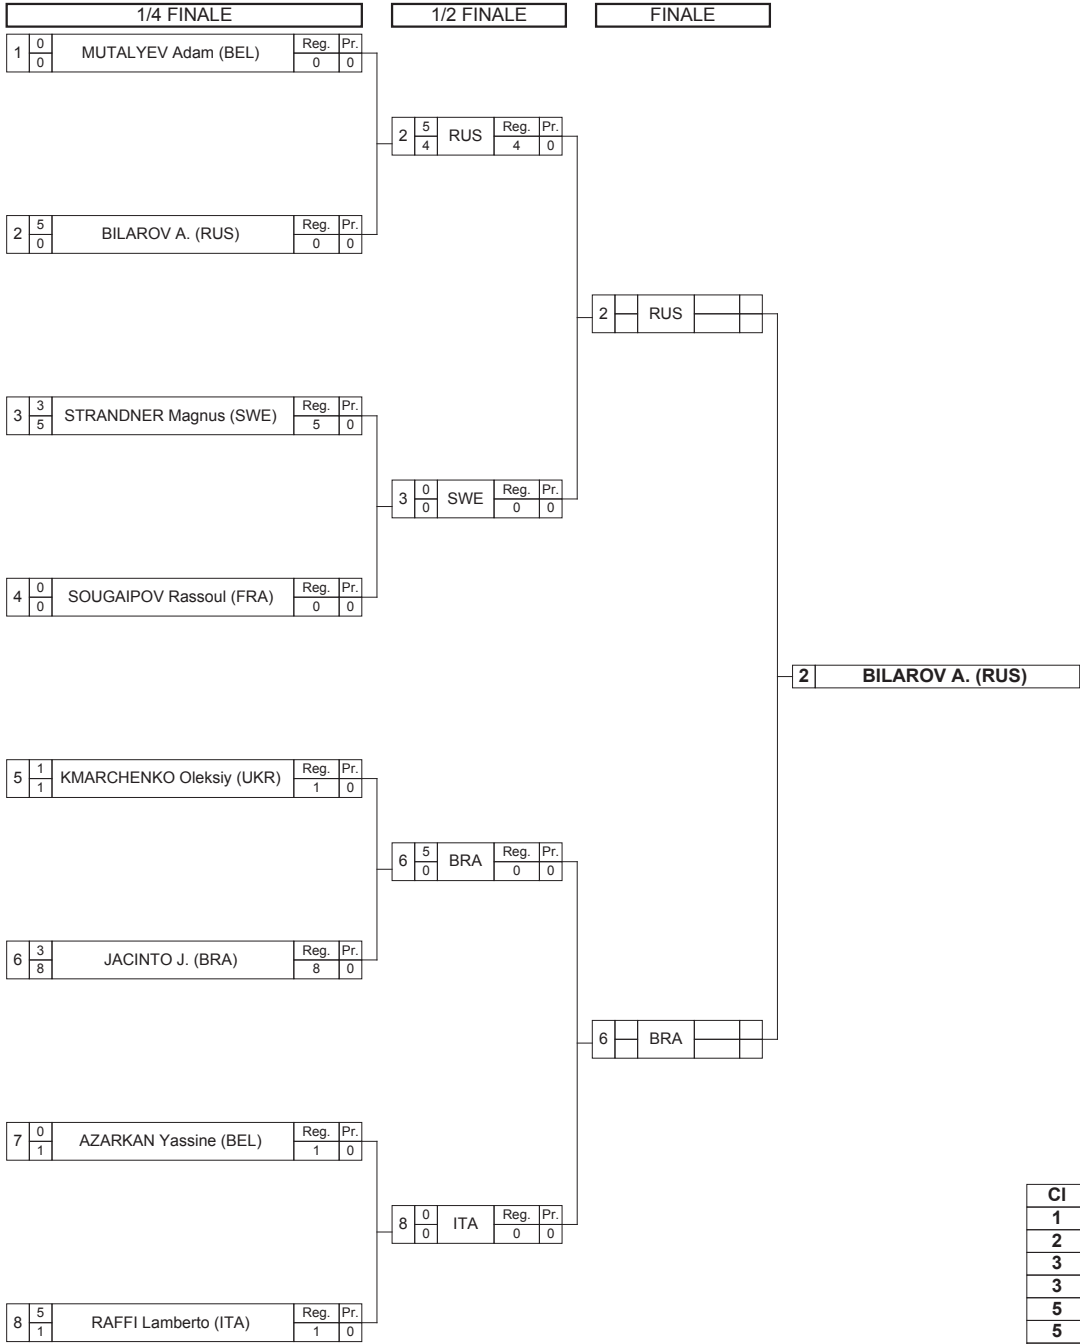 1/4 FINALE 1/2 FINALE FINALE
1 0 MUTALYEV Adam (BEL) Reg. Pr.
0 0 0
2 5 RUS Reg. Pr.
4 4 0
2 5 BILAROV A. (RUS) Reg. Pr.
0 0 0
2 RUS
3 3 STRANDNER Magnus (SWE) Reg. Pr.
5 5 0
3 0 SWE Reg. Pr.
0 0 0
4 0 SOUGAIPOV Rassoul (FRA) Reg. Pr.
0 0 0
2 BILAROV A. (RUS)
5 1 KMARCHENKO Oleksiy (UKR) Reg. Pr.
1 1 0
6 5 BRA Reg. Pr.
0 0 0
6 3 JACINTO J. (BRA) Reg. Pr.
8 8 0
6 BRA
7 0 AZARKAN Yassine (BEL) Reg. Pr.
1 1 0
8 0 ITA Reg. Pr.
0 0 0
8 5 RAFFI Lamberto (ITA) Reg. Pr.
1 1 0
Cl
1
2
3
3
5
5